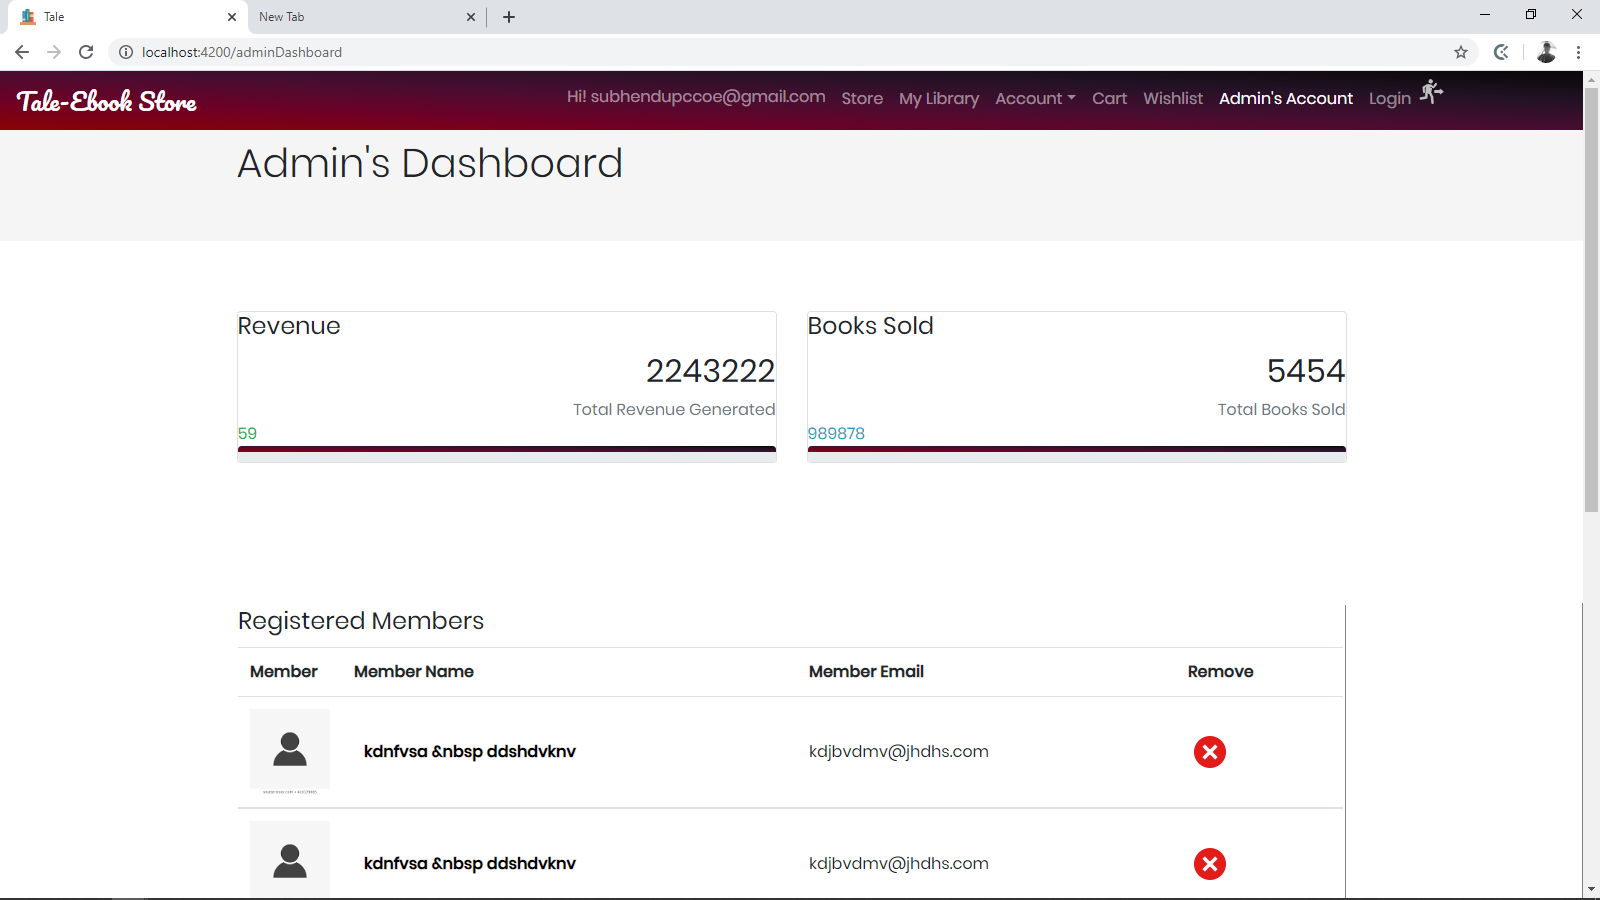 Tale
New Tab
localhost:4200/adminDashboard
Tale-Ebook Store
Hi! subhendupccoe@gmail.com Store My Library Account Cart Wishlist Admin's Account Login
Admin's Dashboard
Revenue
2243222
Total Revenue Generated
59
Books Sold
5454
Total Books Sold
989878
Registered Members
Member Member Name Member Email Remove
kdnfvsa &nbsp ddshdvknv kdjbvdmv@jhdhs.com
kdnfvsa &nbsp ddshdvknv kdjbvdmv@jhdhs.com